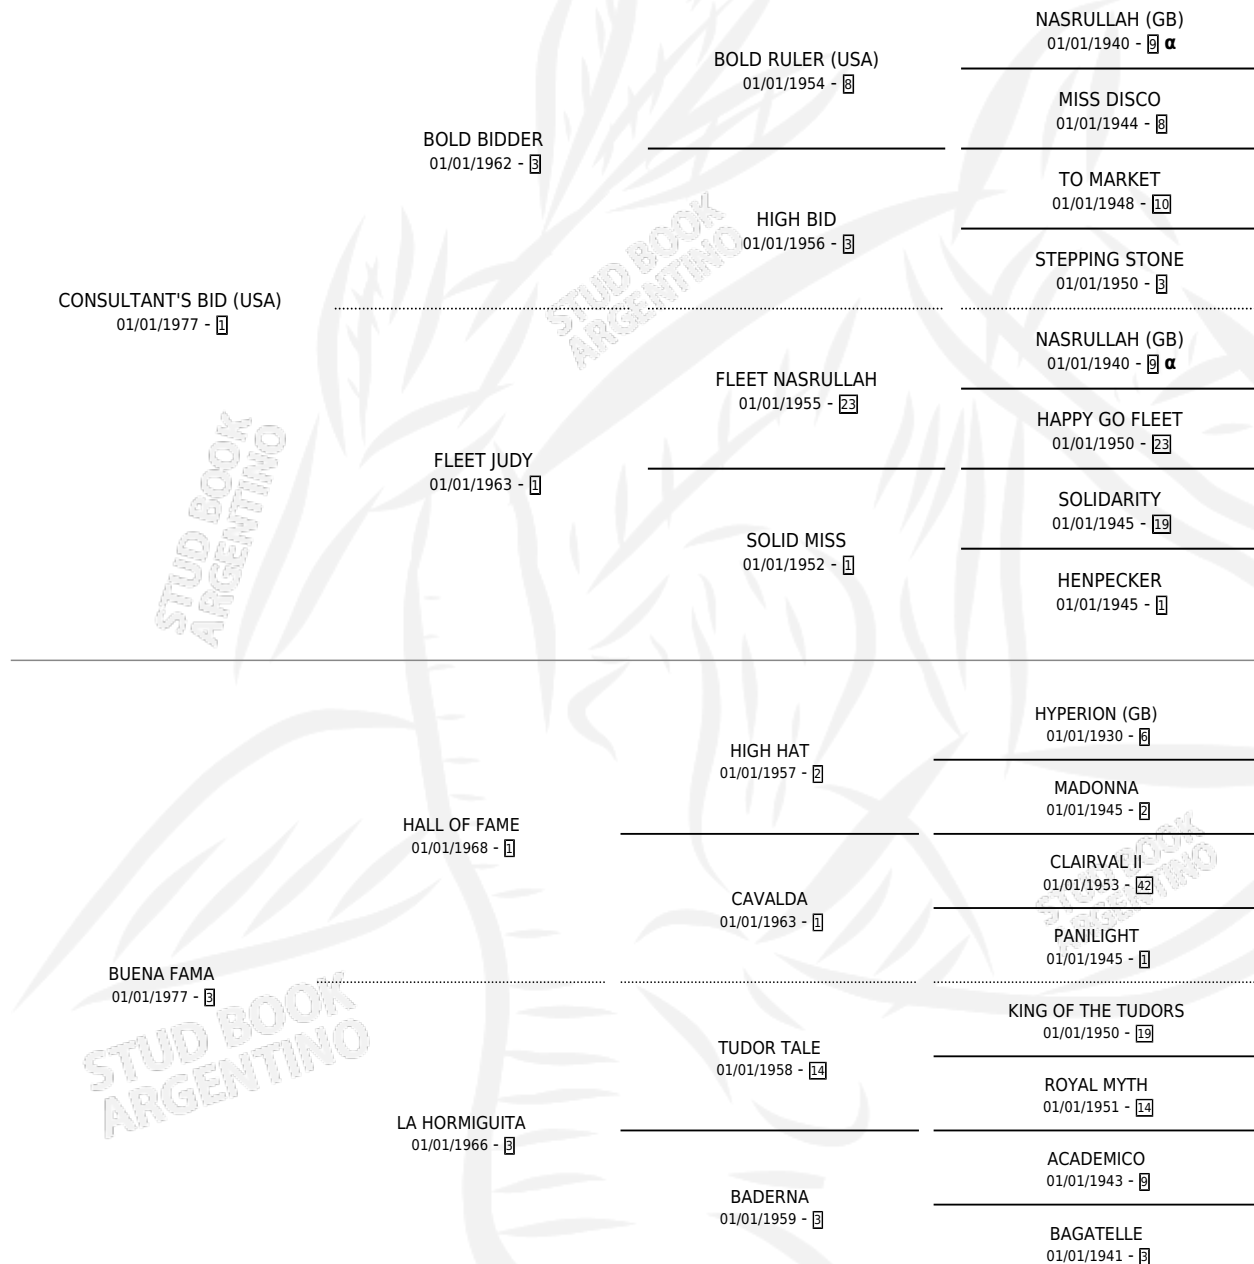 NASRULLAH (GB)
01/01/1940 - 9 α
BOLD RULER (USA)
01/01/1954 - 8
MISS DISCO
01/01/1944 - 8
BOLD BIDDER
01/01/1962 - 3
TO MARKET
01/01/1948 - 10
HIGH BID
01/01/1956 - 3
STEPPING STONE
01/01/1950 - 3
CONSULTANT'S BID (USA)
01/01/1977 - 1
NASRULLAH (GB)
01/01/1940 - 9 α
FLEET NASRULLAH
01/01/1955 - 23
HAPPY GO FLEET
01/01/1950 - 23
FLEET JUDY
01/01/1963 - 1
SOLIDARITY
01/01/1945 - 19
SOLID MISS
01/01/1952 - 1
HENPECKER
01/01/1945 - 1
HYPERION (GB)
01/01/1930 - 6
HIGH HAT
01/01/1957 - 2
MADONNA
01/01/1945 - 2
HALL OF FAME
01/01/1968 - 1
CLAIRVAL II
01/01/1953 - 42
CAVALDA
01/01/1963 - 1
PANILIGHT
01/01/1945 - 1
BUENA FAMA
01/01/1977 - 3
KING OF THE TUDORS
01/01/1950 - 19
TUDOR TALE
01/01/1958 - 14
ROYAL MYTH
01/01/1951 - 14
LA HORMIGUITA
01/01/1966 - 3
ACADEMICO
01/01/1943 - 9
BADERNA
01/01/1959 - 3
BAGATELLE
01/01/1941 - 3
STUD BOOK
ARGENTINO
STUD BOOK
ARGENTINO
STUD BOOK
ARGENTINO
STUD BOOK
ARGENTINO